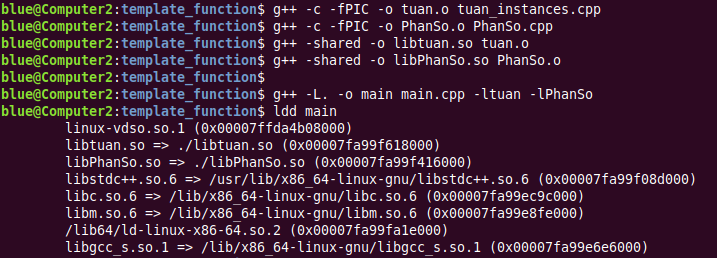 blue@Computer2:template_function$ g++ -c -fPIC -o tuan.o tuan_instances.cpp
blue@Computer2:template_function$ g++ -c -fPIC -o PhanSo.o PhanSo.cpp
blue@Computer2:template_function$ g++ -shared -o libtuan.so tuan.o
blue@Computer2:template_function$ g++ -shared -o libPhanSo.so PhanSo.o
blue@Computer2:template_function$
blue@Computer2:template_function$ g++ -L. -o main main.cpp -ltuan -lPhanSo
blue@Computer2:template_function$ ldd main
linux-vdso.so.1 (0x00007ffda4b08000)
libtuan.so => ./libtuan.so (0x00007fa99f618000)
libPhanSo.so => ./libPhanSo.so (0x00007fa99f416000)
libstdc++.so.6 => /usr/lib/x86_64-linux-gnu/libstdc++.so.6 (0x00007fa99f08d000)
libc.so.6 => /lib/x86_64-linux-gnu/libc.so.6 (0x00007fa99ec9c000)
libm.so.6 => /lib/x86_64-linux-gnu/libm.so.6 (0x00007fa99e8fe000)
/lib64/ld-linux-x86-64.so.2 (0x00007fa99fa1e000)
libgcc_s.so.1 => /lib/x86_64-linux-gnu/libgcc_s.so.1 (0x00007fa99e6e6000)